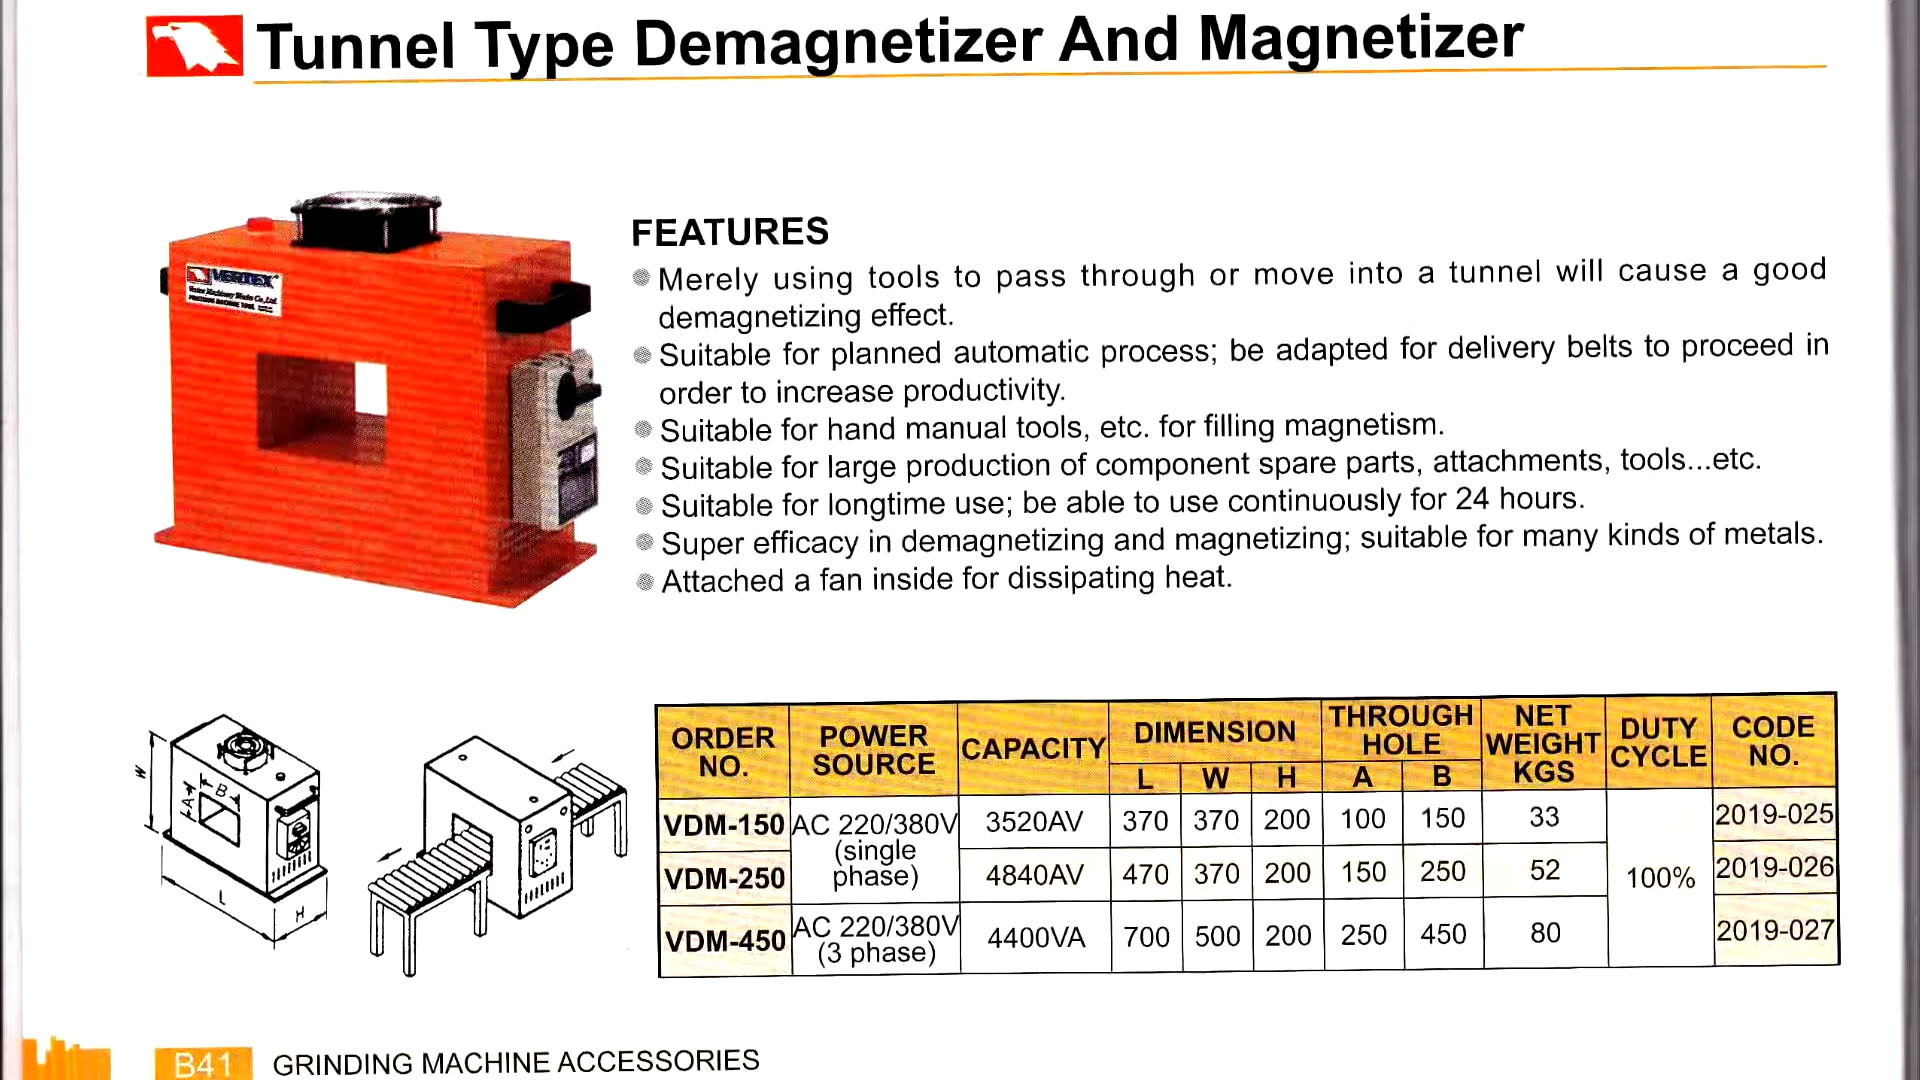 Tunnel Type Demagnetizer And Magnetizer
VERTEX
Vertex Machinery Works Co.,Ltd.
PRECISION MACHINE TOOL
FEATURES
Merely using tools to pass through or move into a tunnel will cause a good
demagnetizing effect.
Suitable for planned automatic process; be adapted for delivery belts to proceed in
order to increase productivity.
Suitable for hand manual tools, etc. for filling magnetism.
Suitable for large production of component spare parts, attachments, tools...etc.
Suitable for longtime use; be able to use continuously for 24 hours.
Super efficacy in demagnetizing and magnetizing; suitable for many kinds of metals.
Attached a fan inside for dissipating heat.
W
A
B
L
H
ORDER NO. POWER SOURCE CAPACITY DIMENSION THROUGH HOLE NET WEIGHT KGS DUTY CYCLE CODE NO.
L W H A B
VDM-150 AC 220/380V (single phase) 3520AV 370 370 200 100 150 33 100% 2019-025
VDM-250 4840AV 470 370 200 150 250 52 2019-026
VDM-450 AC 220/380V (3 phase) 4400VA 700 500 200 250 450 80 2019-027
B41 GRINDING MACHINE ACCESSORIES